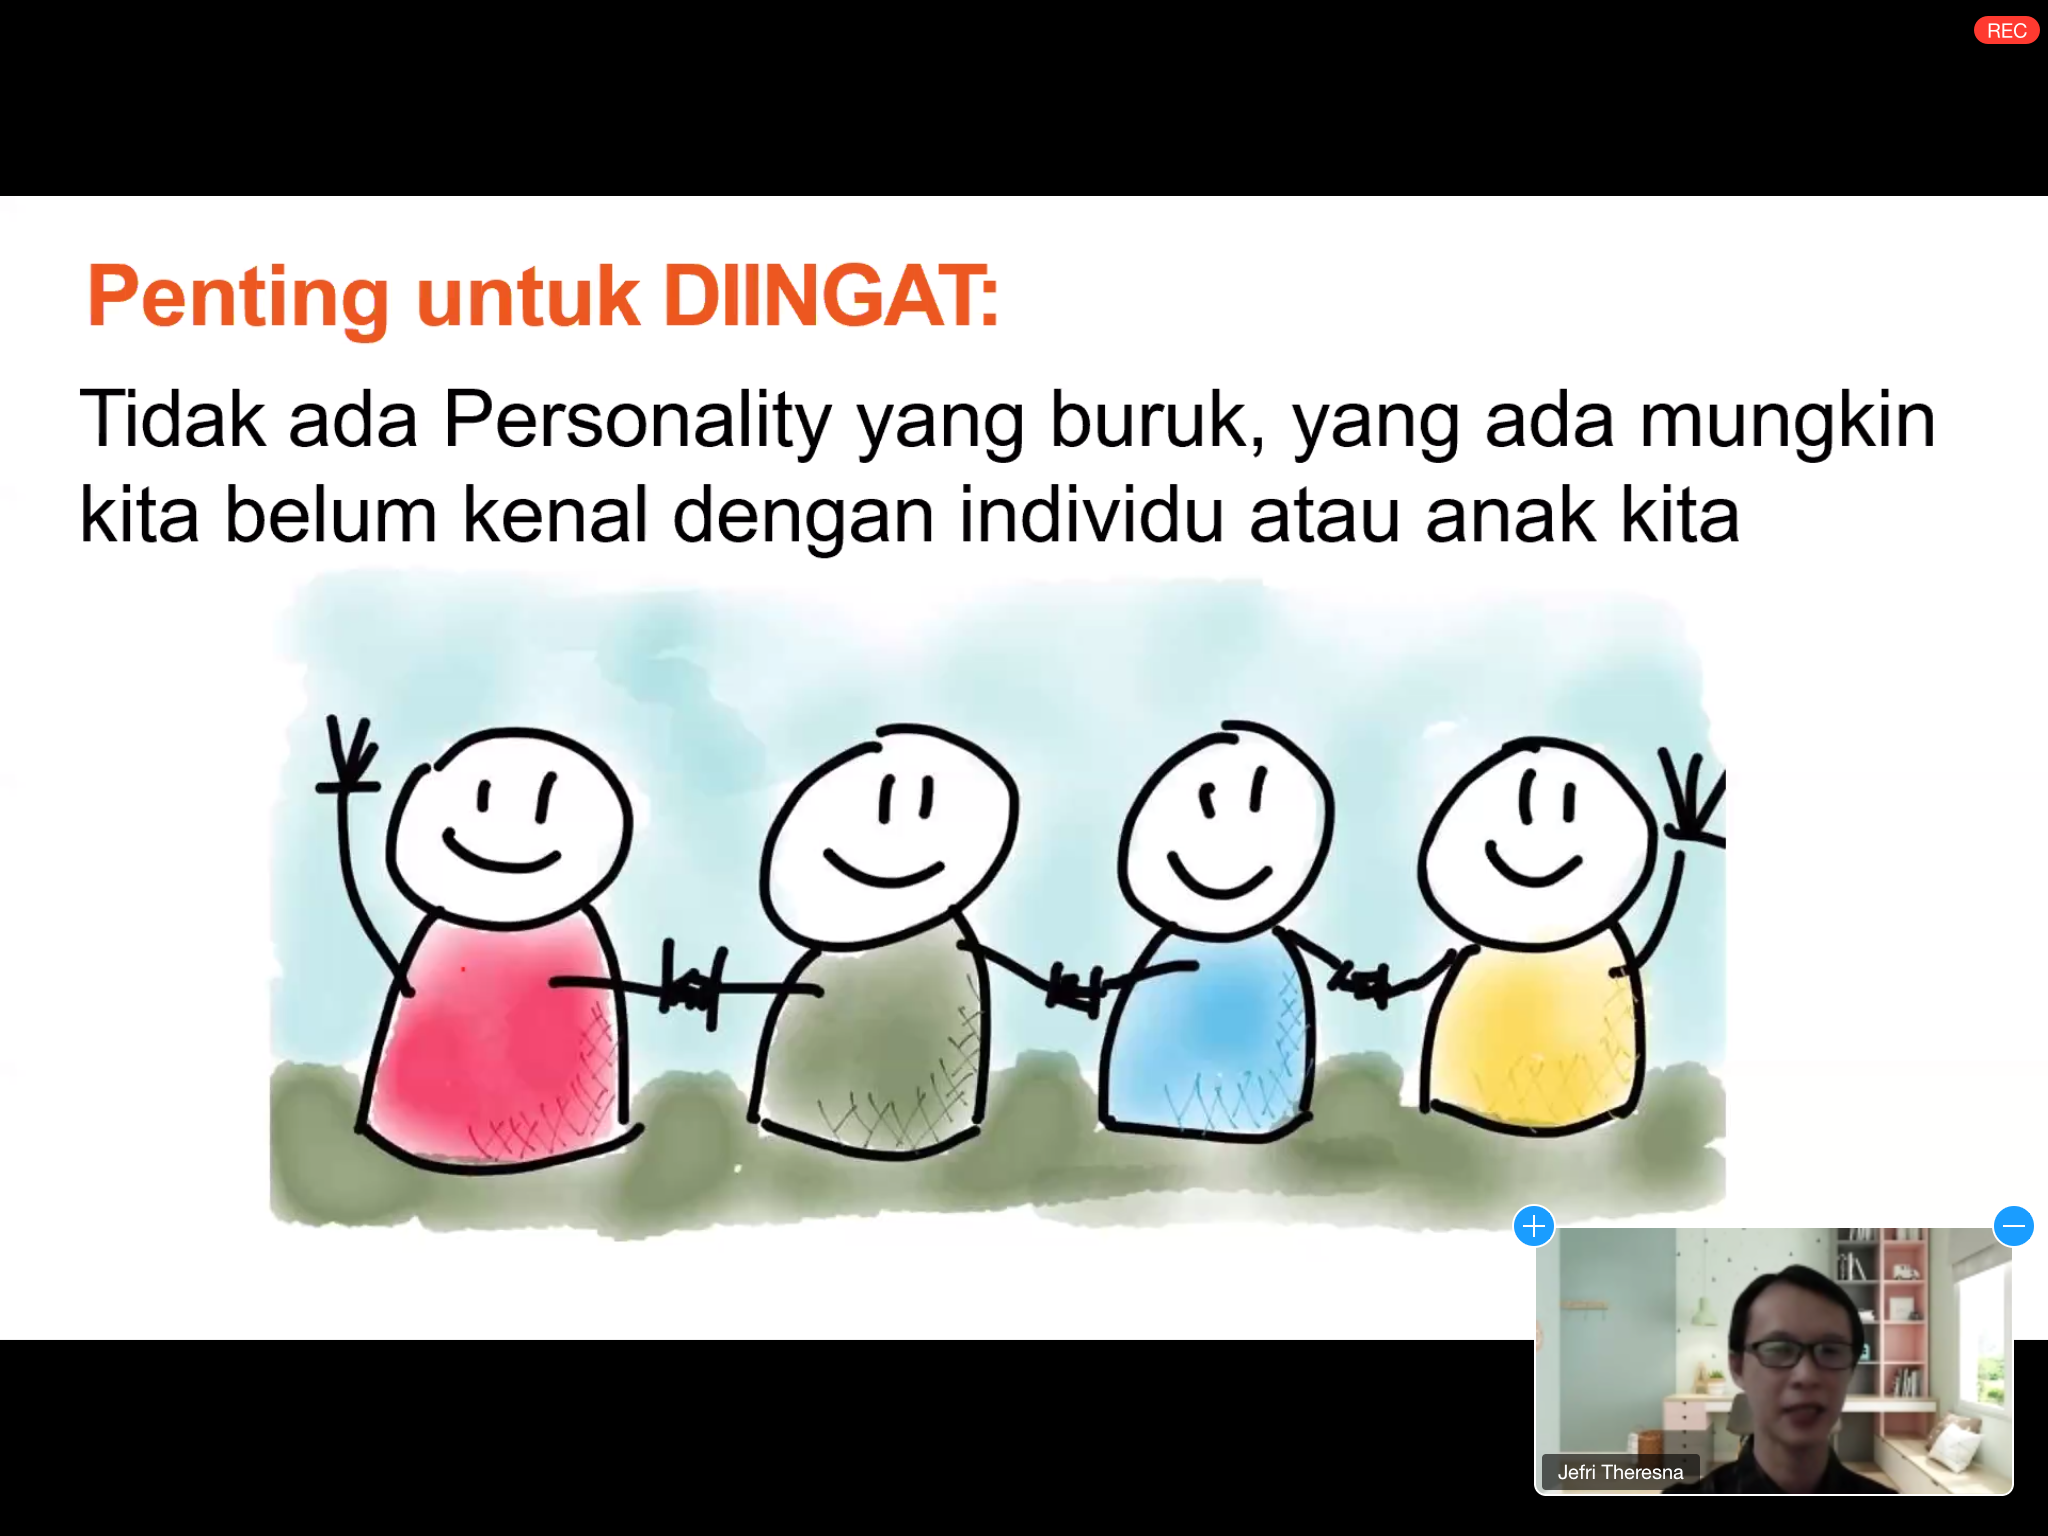 REC
Penting untuk DIINGAT:
Tidak ada Personality yang buruk, yang ada mungkin
kita belum kenal dengan individu atau anak kita
Jefri Theresna